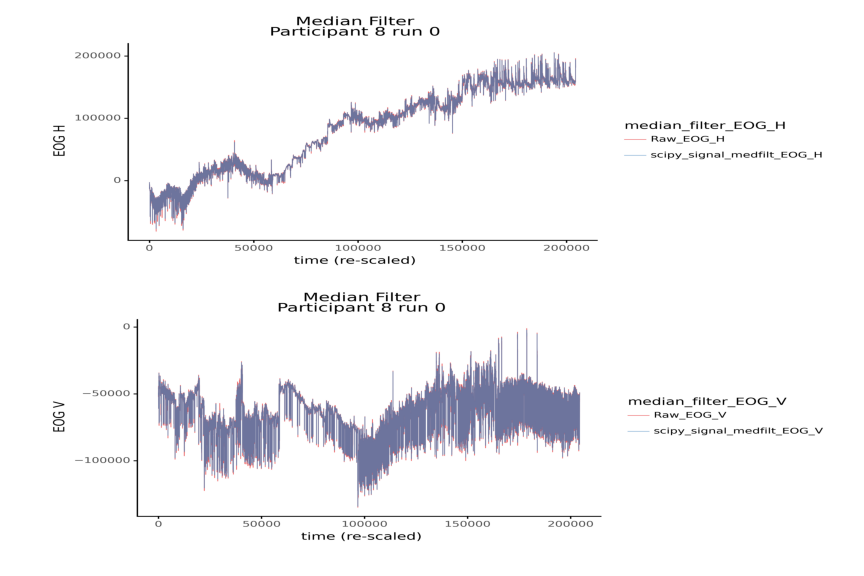 Median Filter
Participant 8 run 0
200000
100000
0
EOG H
0
50000
100000
150000
200000
time (re-scaled)
median_filter_EOG_H
Raw_EOG_H
scipy_signal_medfilt_EOG_H
Median Filter
Participant 8 run 0
0
−50000
−100000
EOG V
0
50000
100000
150000
200000
time (re-scaled)
median_filter_EOG_V
Raw_EOG_V
scipy_signal_medfilt_EOG_V